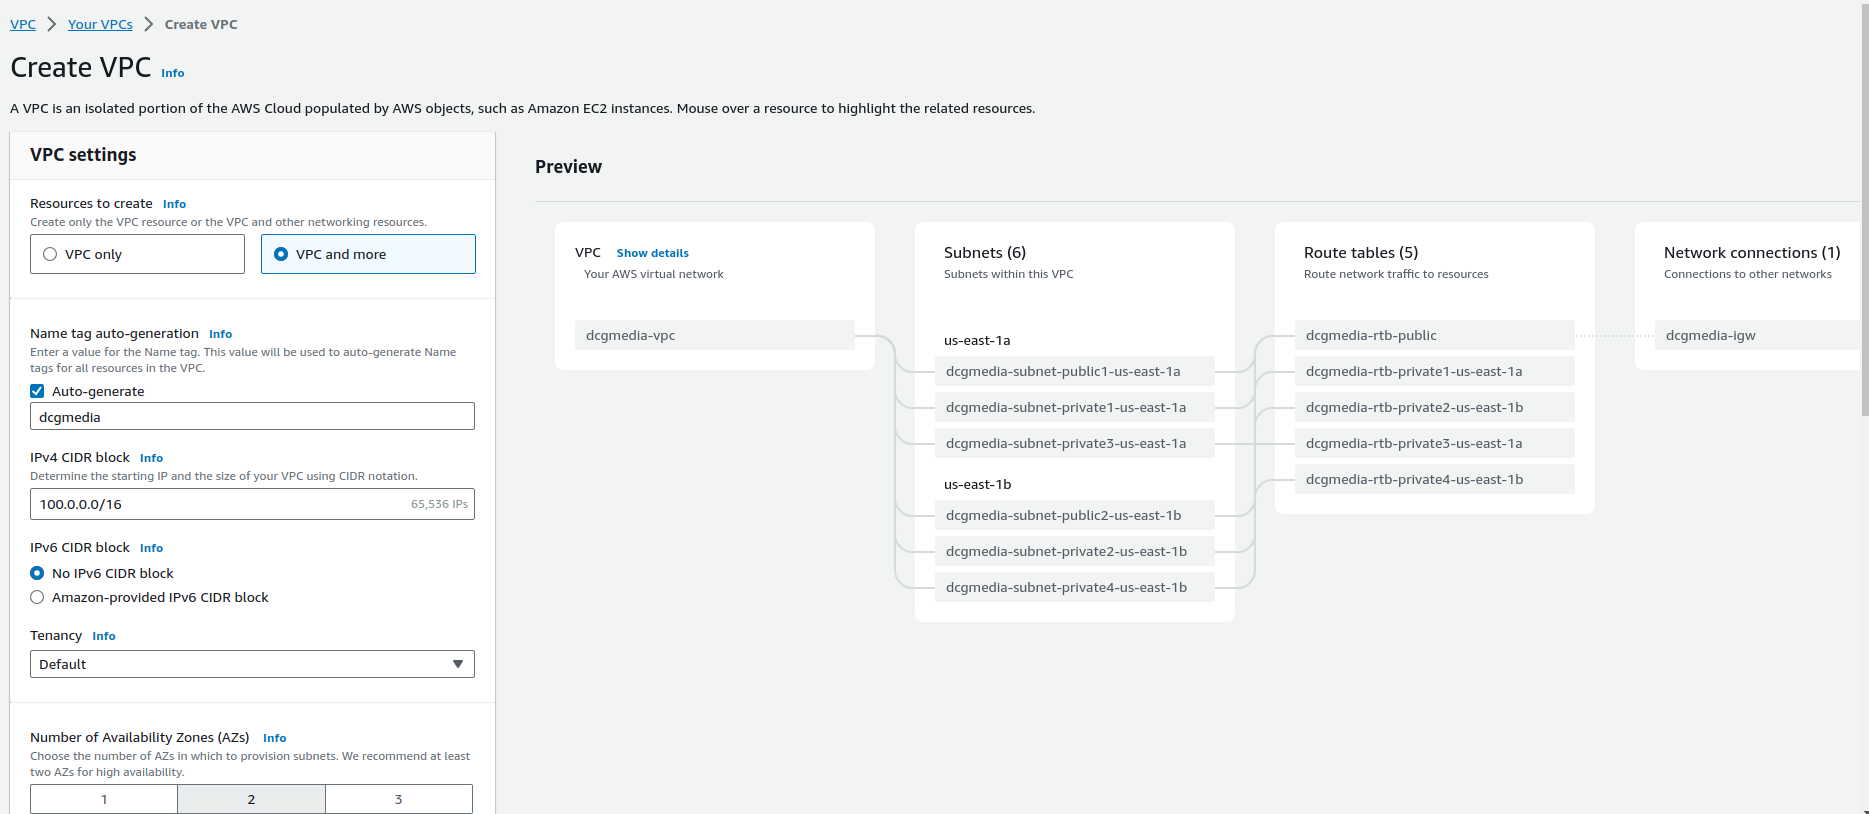 VPC > Your VPCs > Create VPC
Create VPC Info
A VPC is an isolated portion of the AWS Cloud populated by AWS objects, such as Amazon EC2 instances. Mouse over a resource to highlight the related resources.
VPC settings
Resources to create Info
Create only the VPC resource or the VPC and other networking resources.
VPC only
VPC and more
Name tag auto-generation Info
Enter a value for the Name tag. This value will be used to auto-generate Name
tags for all resources in the VPC.
Auto-generate
dcgmedia
IPv4 CIDR block Info
Determine the starting IP and the size of your VPC using CIDR notation.
100.0.0.0/16 65,536 IPs
IPv6 CIDR block Info
No IPv6 CIDR block
Amazon-provided IPv6 CIDR block
Tenancy Info
Default
Number of Availability Zones (AZs) Info
Choose the number of AZs in which to provision subnets. We recommend at least
two AZs for high availability.
1 2 3
Preview
VPC Show details
Your AWS virtual network
dcgmedia-vpc
Subnets (6)
Subnets within this VPC
us-east-1a
dcgmedia-subnet-public1-us-east-1a
dcgmedia-subnet-private1-us-east-1a
dcgmedia-subnet-private3-us-east-1a
us-east-1b
dcgmedia-subnet-public2-us-east-1b
dcgmedia-subnet-private2-us-east-1b
dcgmedia-subnet-private4-us-east-1b
Route tables (5)
Route network traffic to resources
dcgmedia-rtb-public
dcgmedia-rtb-private1-us-east-1a
dcgmedia-rtb-private2-us-east-1b
dcgmedia-rtb-private3-us-east-1a
dcgmedia-rtb-private4-us-east-1b
Network connections (1)
Connections to other networks
dcgmedia-igw